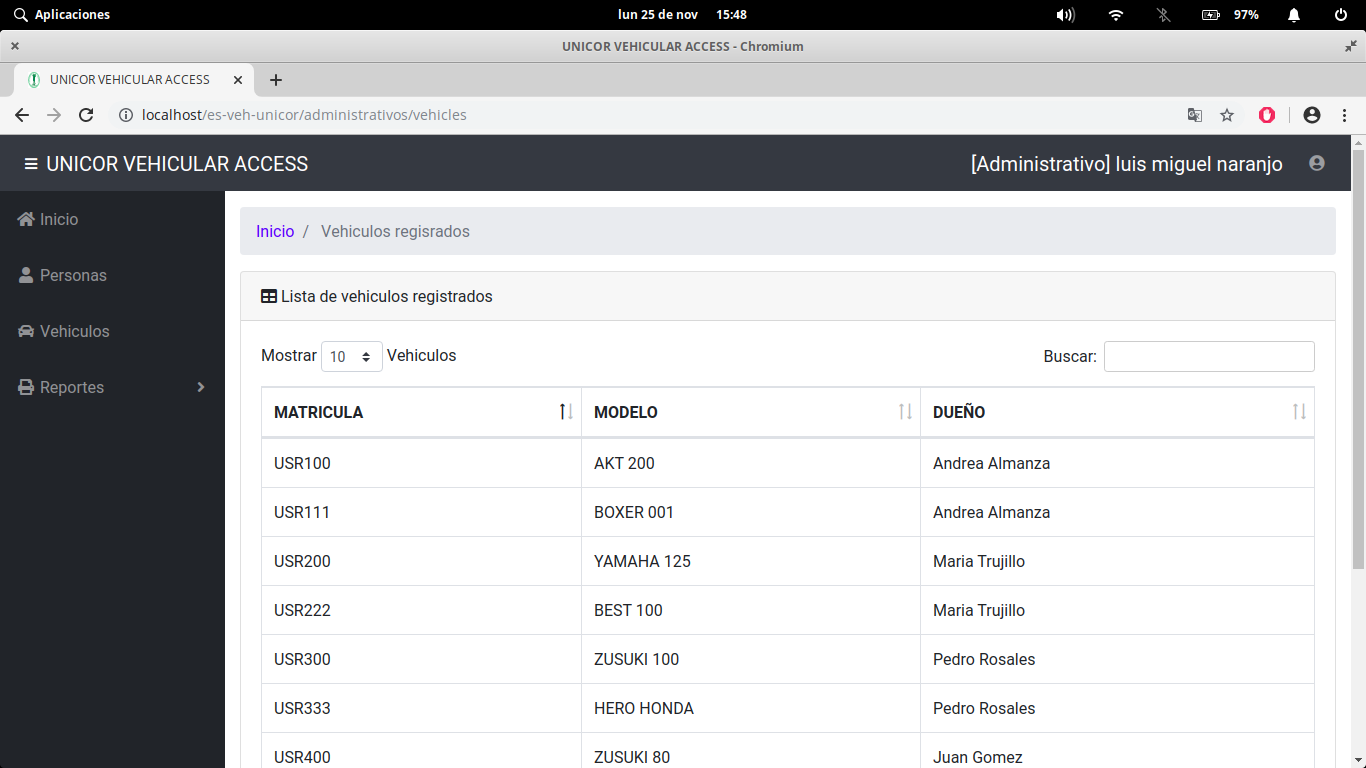 Aplicaciones lun 25 de nov 15:48 97%
UNICOR VEHICULAR ACCESS - Chromium
UNICOR VEHICULAR ACCESS
localhost/es-veh-unicor/administrativos/vehicles
UNICOR VEHICULAR ACCESS [Administrativo] luis miguel naranjo
Inicio
Personas
Vehiculos
Reportes
Inicio / Vehiculos regisrados
Lista de vehiculos registrados
Mostrar 10 Vehiculos Buscar:
MATRICULA MODELO DUEÑO
USR100 AKT 200 Andrea Almanza
USR111 BOXER 001 Andrea Almanza
USR200 YAMAHA 125 Maria Trujillo
USR222 BEST 100 Maria Trujillo
USR300 ZUSUKI 100 Pedro Rosales
USR333 HERO HONDA Pedro Rosales
USR400 ZUSUKI 80 Juan Gomez